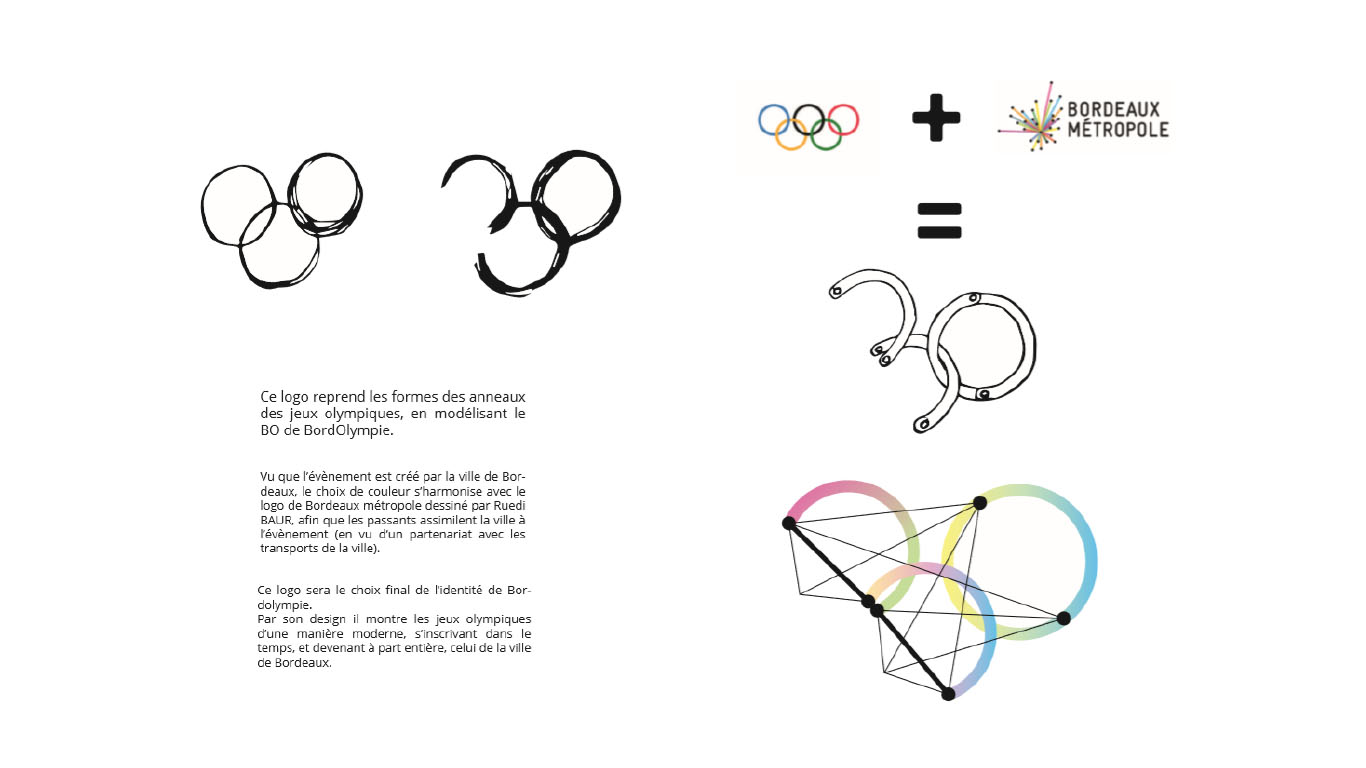 BORDEAUX
MÉTROPOLE
Ce logo reprend les formes des anneaux
des jeux olympiques, en modélisant le
BO de BordOlympie.
Vu que l'évènement est créé par la ville de Bor-
deaux, le choix de couleur s'harmonise avec le
logo de Bordeaux métropole dessiné par Ruedi
BAUR, afin que les passants assimilent la ville à
l'évènement (en vu d'un partenariat avec les
transports de la ville).
Ce logo sera le choix final de l'identité de Bor-
dolympie.
Par son design il montre les jeux olympiques
d'une manière moderne, s'inscrivant dans le
temps, et devenant à part entière, celui de la ville
de Bordeaux.